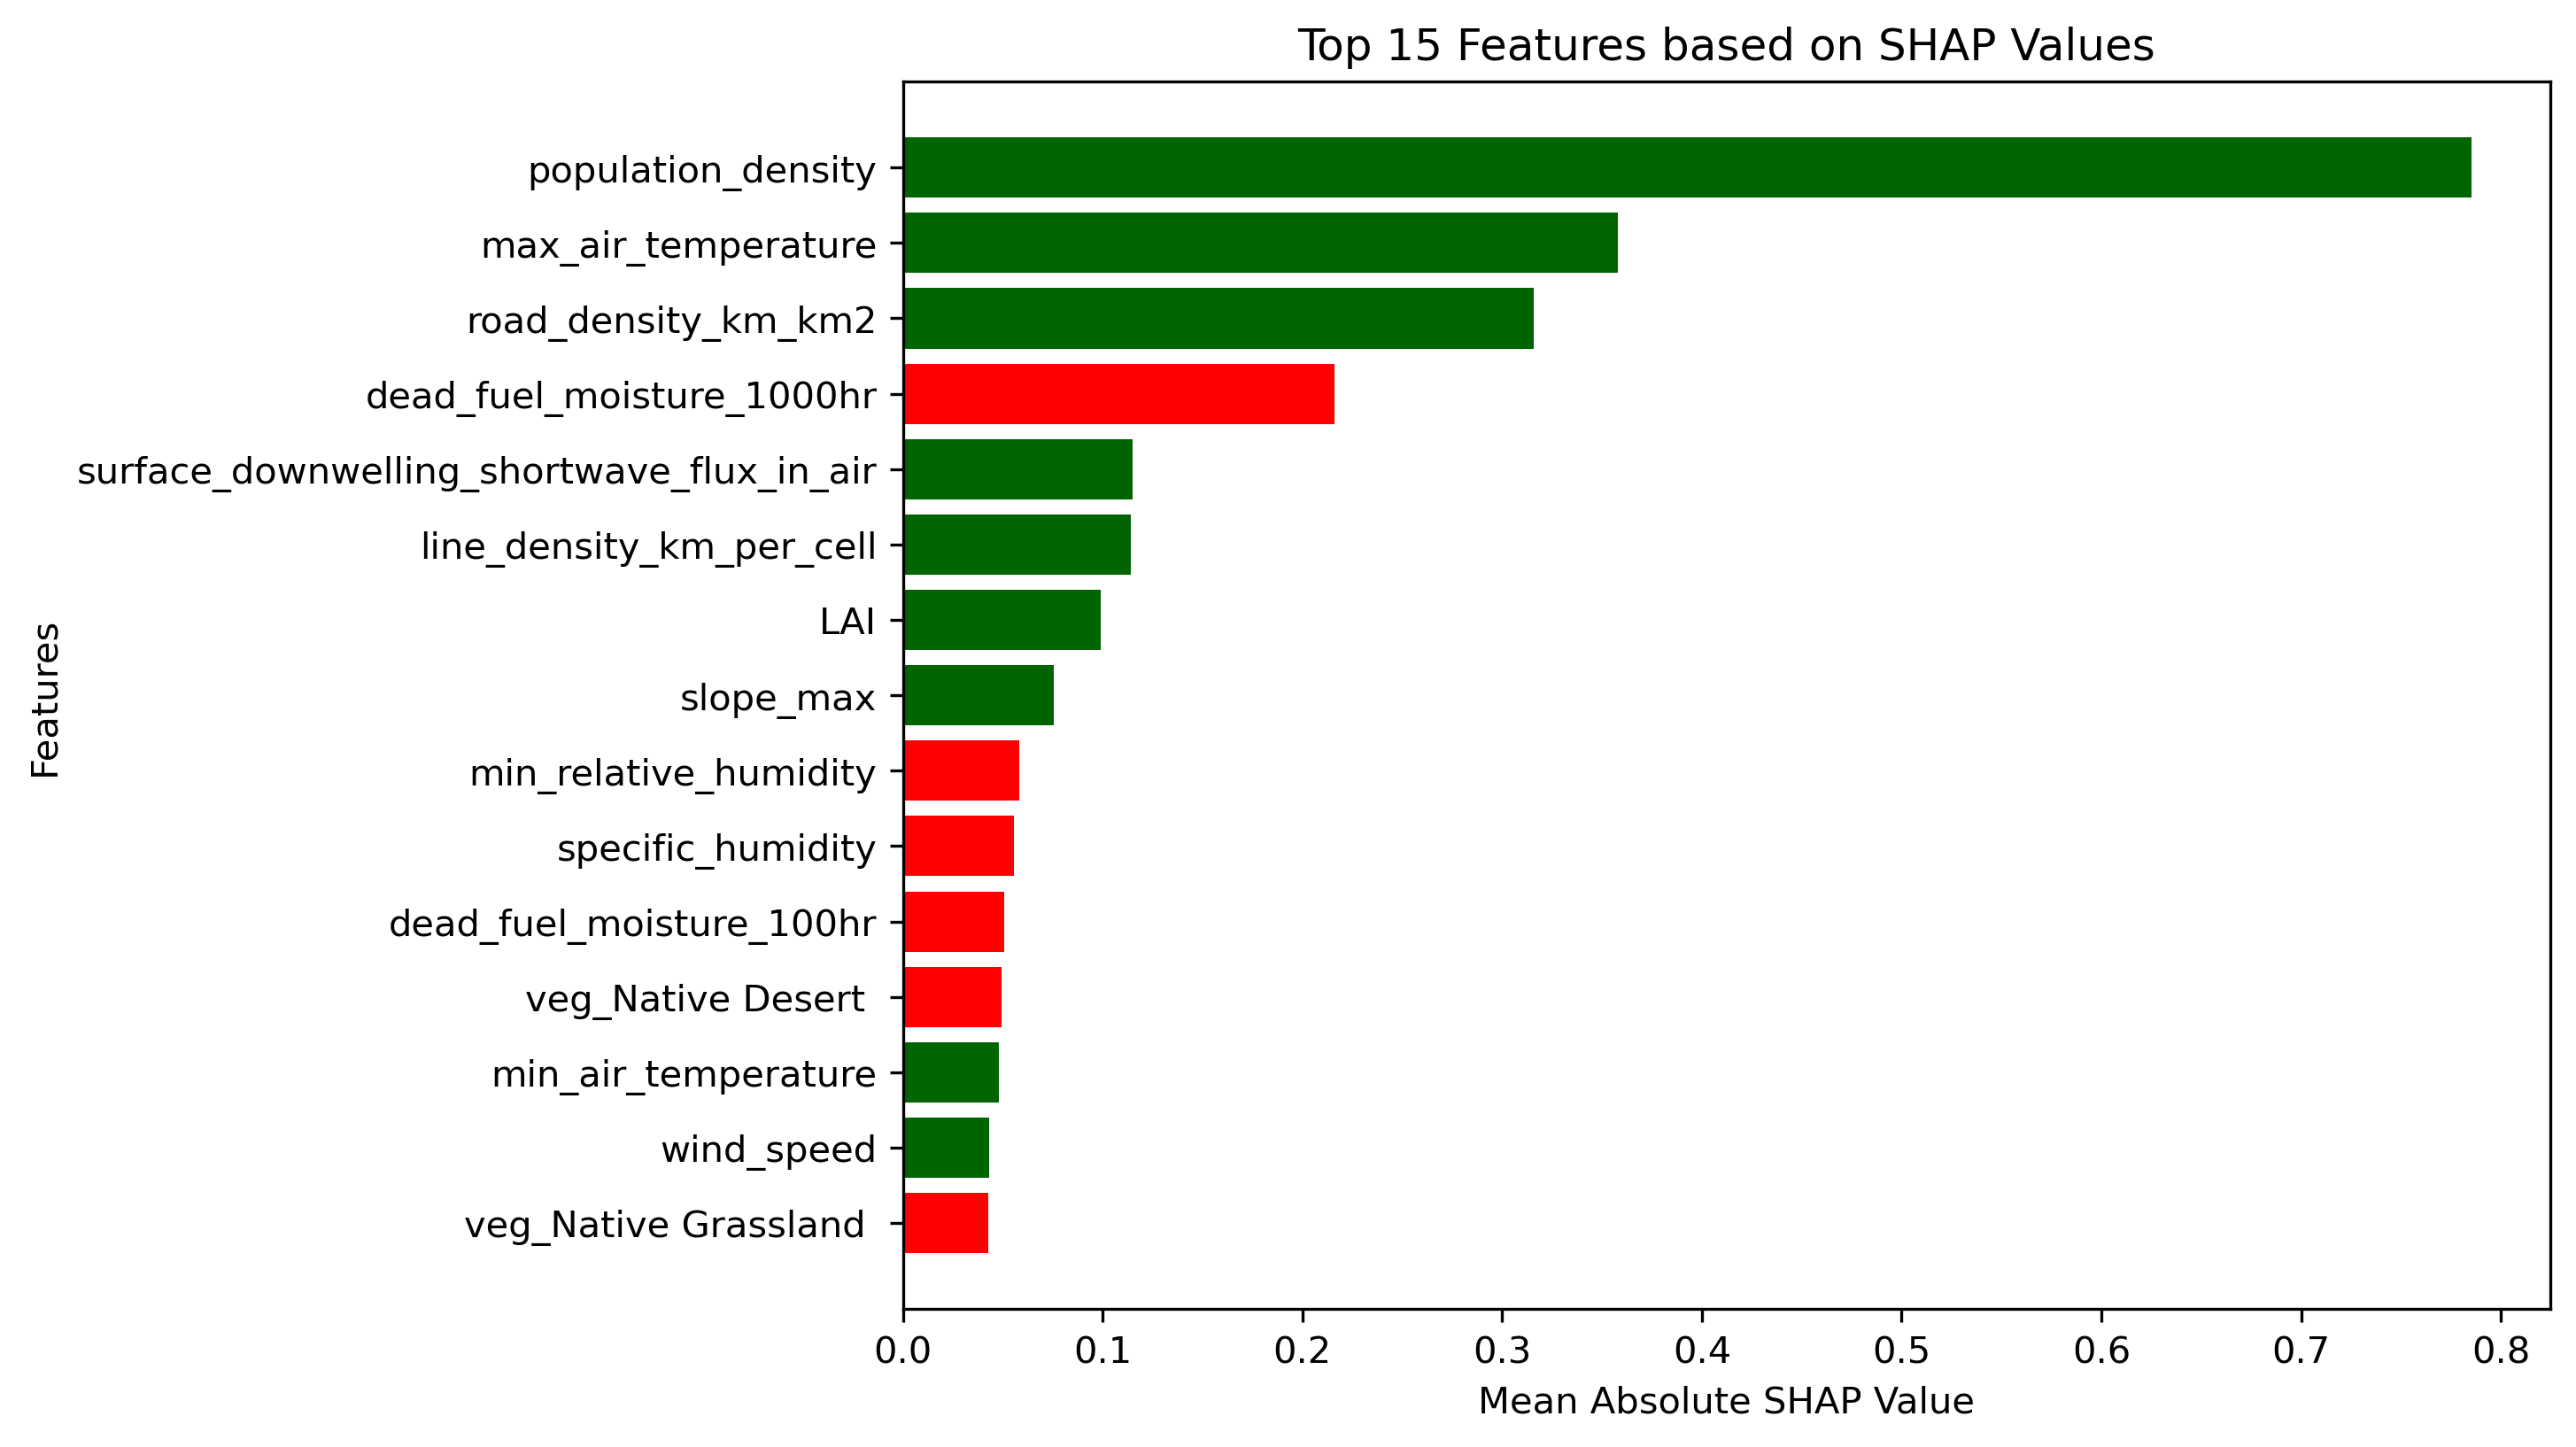 Top 15 Features based on SHAP Values
population_density
max_air_temperature
road_density_km_km2
dead_fuel_moisture_1000hr
surface_downwelling_shortwave_flux_in_air
line_density_km_per_cell
LAI
slope_max
min_relative_humidity
specific_humidity
dead_fuel_moisture_100hr
veg_Native Desert
min_air_temperature
wind_speed
veg_Native Grassland
Features
0.0 0.1 0.2 0.3 0.4 0.5 0.6 0.7 0.8
Mean Absolute SHAP Value